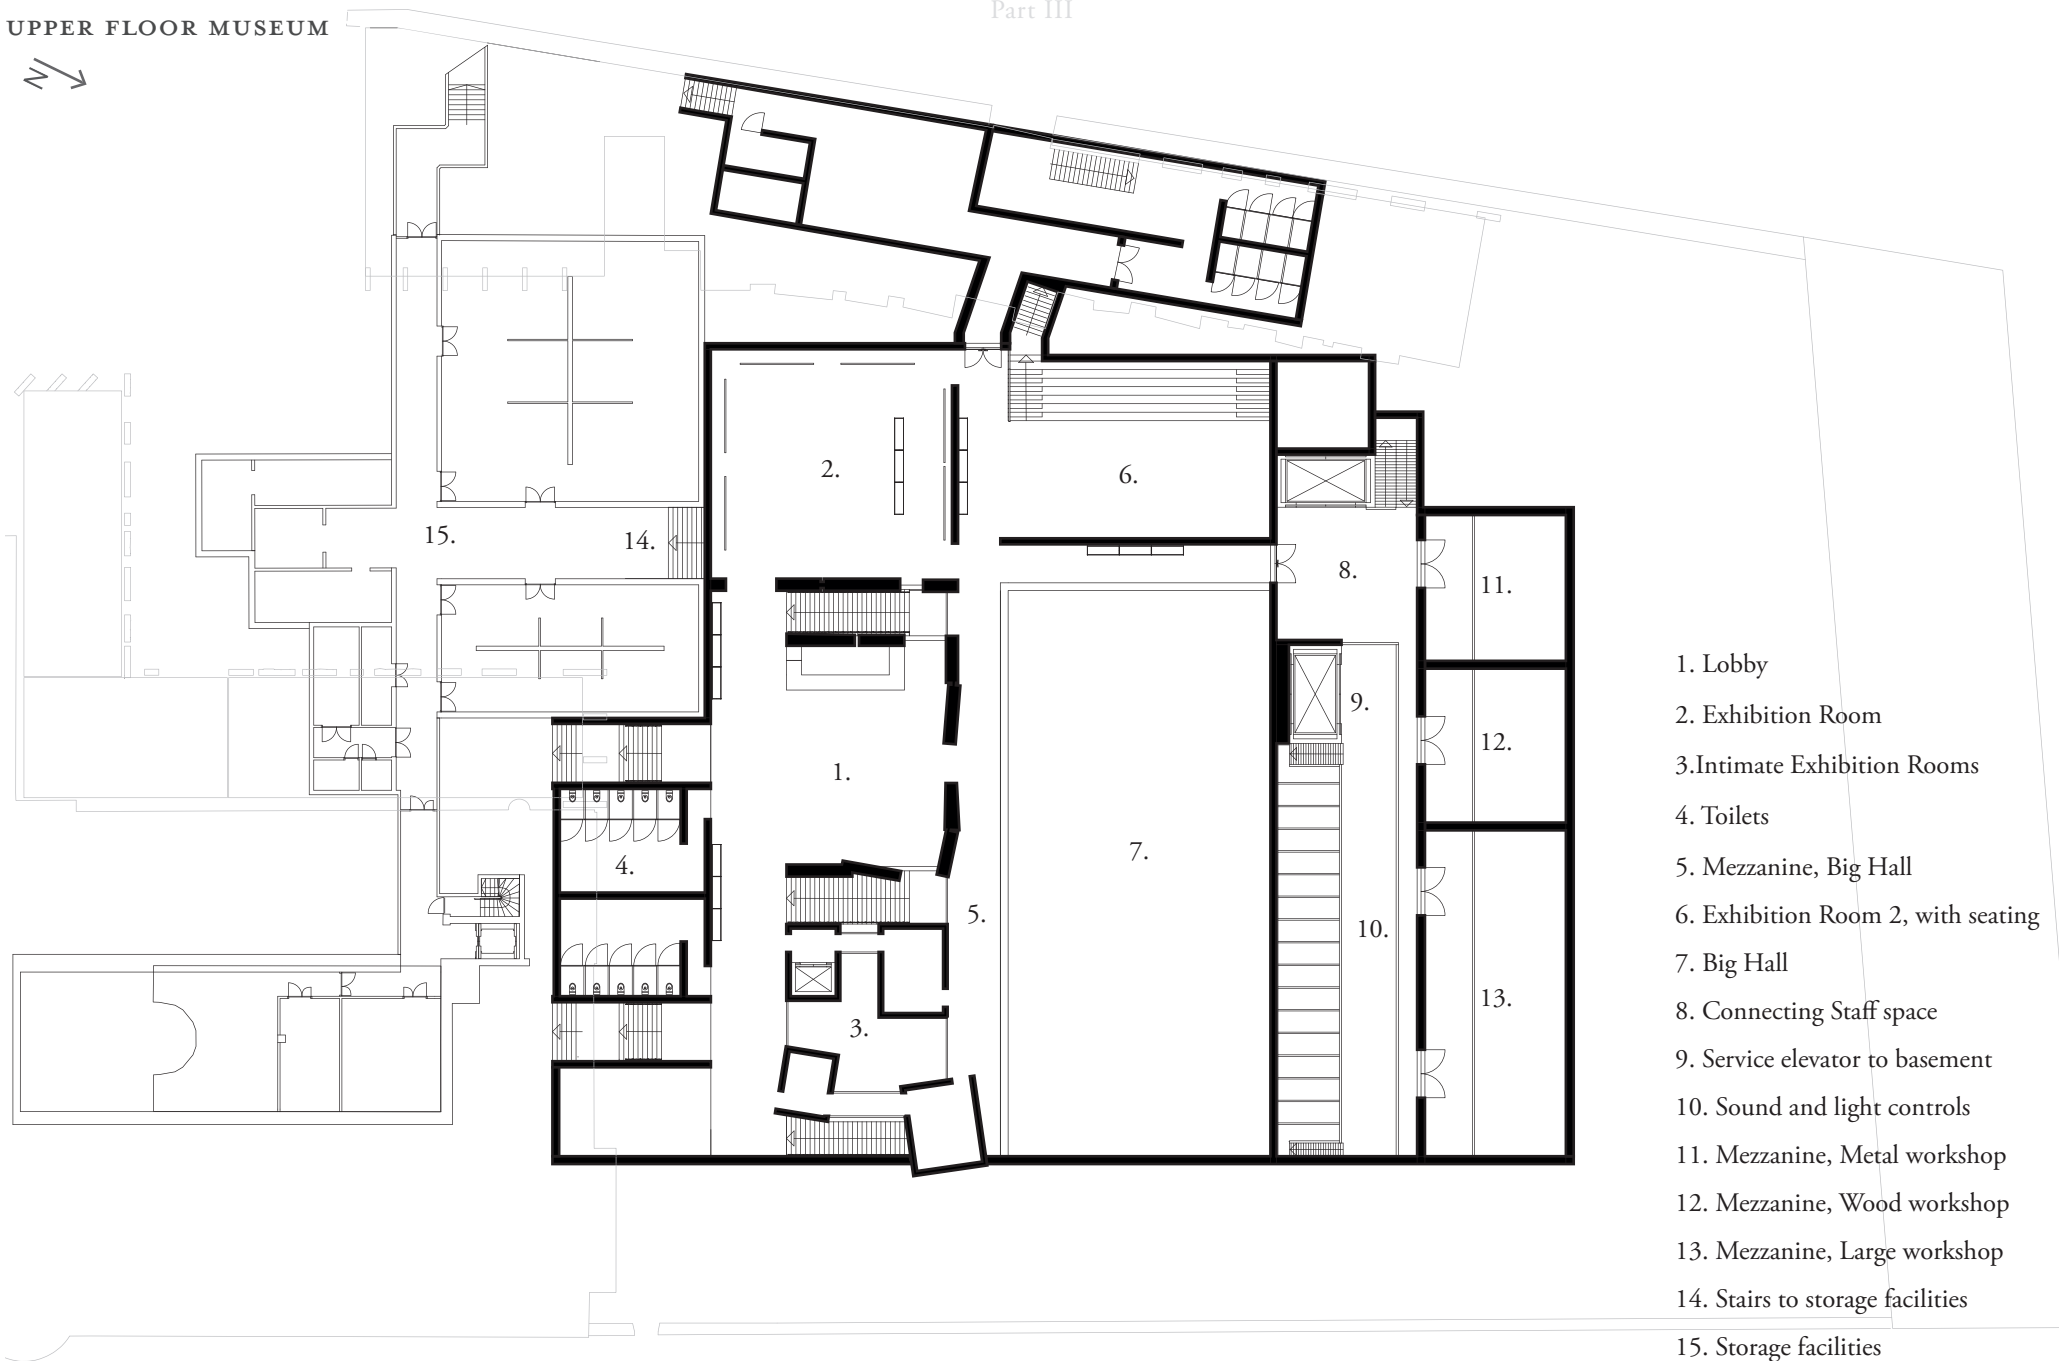 Part III
UPPER FLOOR MUSEUM
N
2.
6.
15.
14.
8.
11.
9.
12.
1.
7.
4.
5.
10.
13.
3.
1. Lobby
2. Exhibition Room
3.Intimate Exhibition Rooms
4. Toilets
5. Mezzanine, Big Hall
6. Exhibition Room 2, with seating
7. Big Hall
8. Connecting Staff space
9. Service elevator to basement
10. Sound and light controls
11. Mezzanine, Metal workshop
12. Mezzanine, Wood workshop
13. Mezzanine, Large workshop
14. Stairs to storage facilities
15. Storage facilities